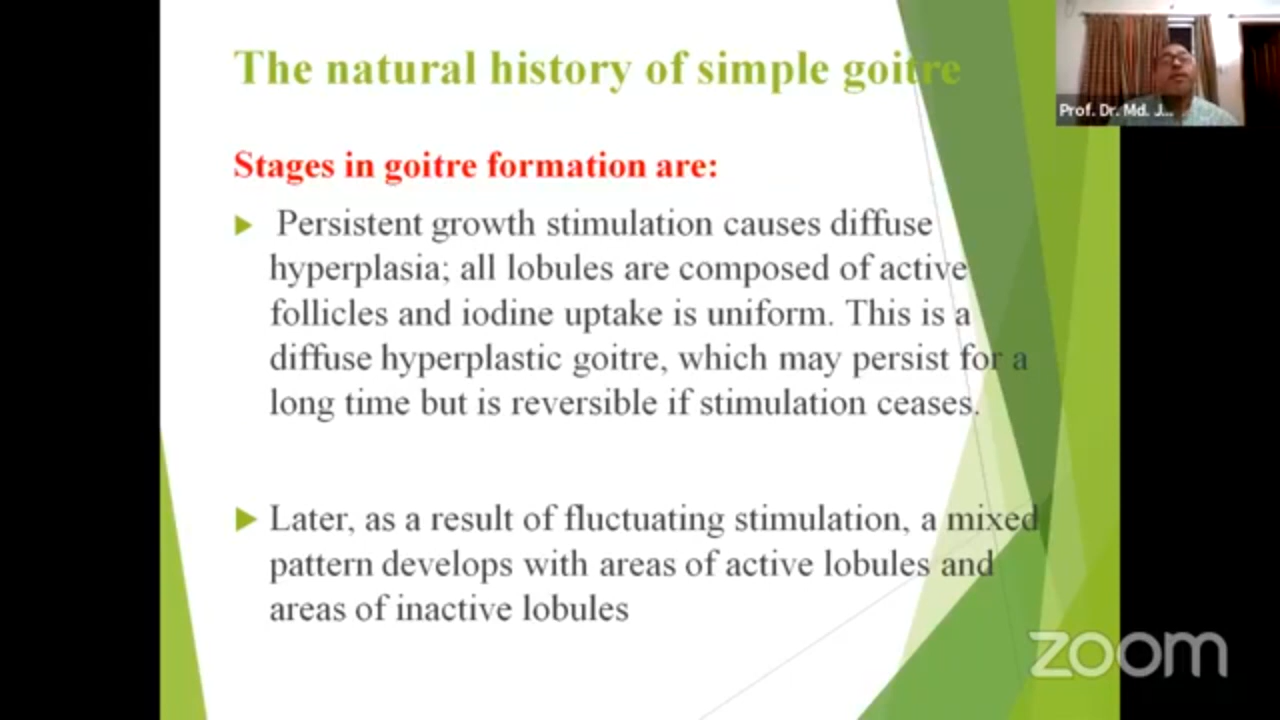 The natural history of simple goitre
Prof. Dr. Md. J...
Stages in goitre formation are:
Persistent growth stimulation causes diffuse
hyperplasia; all lobules are composed of active
follicles and iodine uptake is uniform. This is a
diffuse hyperplastic goitre, which may persist for a
long time but is reversible if stimulation ceases.
Later, as a result of fluctuating stimulation, a mixed
pattern develops with areas of active lobules and
areas of inactive lobules
zoom